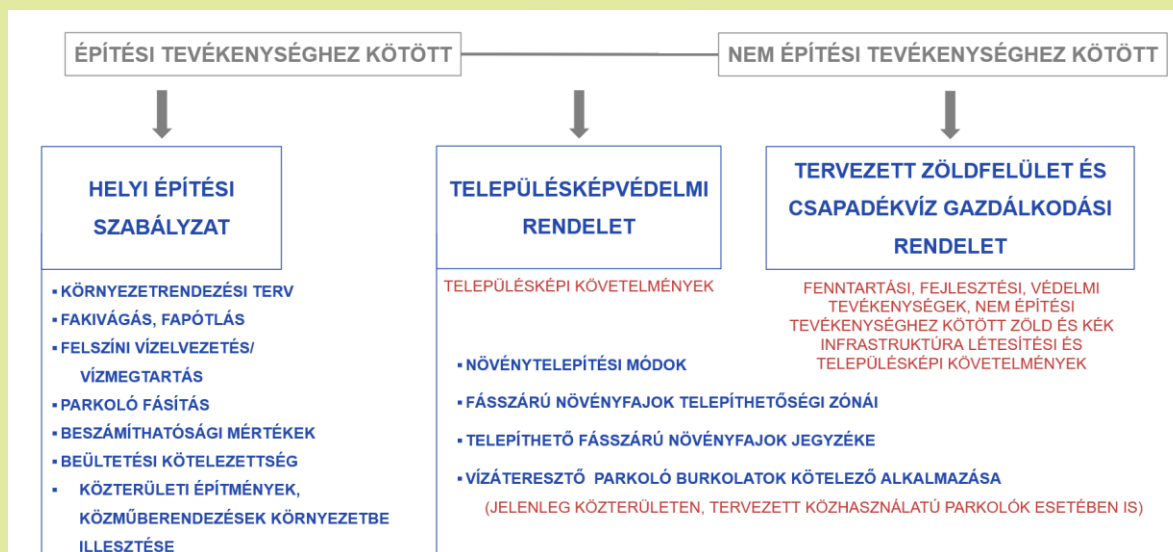 ÉPÍTÉSI TEVÉKENYSÉGHEZ KÖTÖTT
NEM ÉPÍTÉSI TEVÉKENYSÉGHEZ KÖTÖTT
HELYI ÉPÍTÉSI
SZABÁLYZAT
▪KÖRNYEZETRENDEZÉSI TERV
▪FAKIVÁGÁS, FAPÓTLÁS
▪FELSZÍNI VÍZELVEZETÉS/
VÍZMEGTARTÁS
▪PARKOLÓ FÁSÍTÁS
▪BESZÁMÍTHATÓSÁGI MÉRTÉKEK
▪BEÜLTETÉSI KÖTELEZETTSÉG
▪ KÖZTERÜLETI ÉPÍTMÉNYEK,
KÖZMŰBERENDEZÉSEK KÖRNYEZETBE
ILLESZTÉSE
TELEPÜLÉSKÉPVÉDELMI
RENDELET
TELEPÜLÉSKÉPI KÖVETELMÉNYEK
▪NÖVÉNYTELEPÍTÉSI MÓDOK
▪FÁSSZÁRÚ NÖVÉNYFAJOK TELEPÍTHETŐSÉGI ZÓNÁI
▪TELEPÍTHETŐ FÁSSZÁRÚ NÖVÉNYFAJOK JEGYZÉKE
▪VÍZÁTERESZTŐ PARKOLÓ BURKOLATOK KÖTELEZŐ ALKALMAZÁSA
(JELENLEG KÖZTERÜLETEN, TERVEZETT KÖZHASZNÁLATÚ PARKOLÓK ESETÉBEN IS)
TERVEZETT ZÖLDFELÜLET ÉS
CSAPADÉKVÍZ GAZDÁLKODÁSI
RENDELET
FENNTARTÁSI, FEJLESZTÉSI, VÉDELMI
TEVÉKENYSÉGEK, NEM ÉPÍTÉSI
TEVÉKENYSÉGHEZ KÖTÖTT ZÖLD ÉS KÉK
INFRASTRUKTÚRA LÉTESÍTÉSI ÉS
TELEPÜLÉSKÉPI KÖVETELMÉNYEK